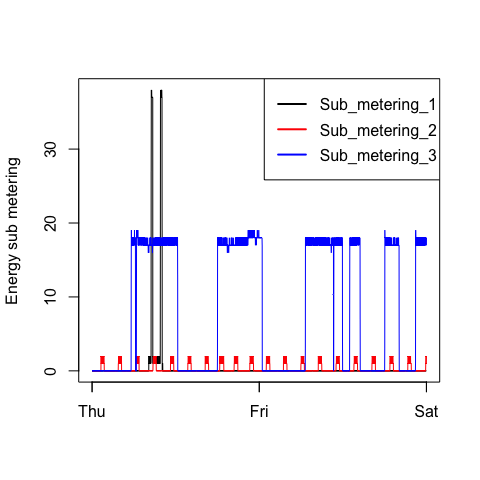 Sub_metering_1
Sub_metering_2
Sub_metering_3
Energy sub metering
30
20
10
0
Thu Fri Sat